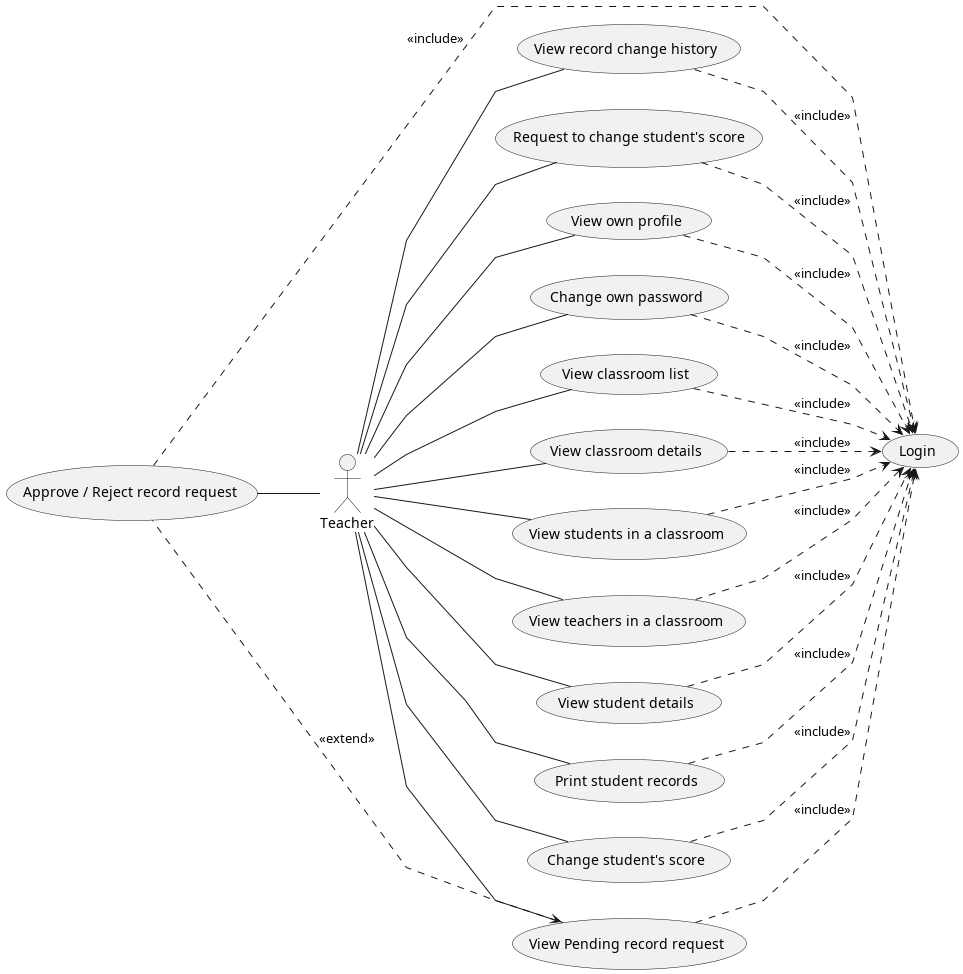 «include»
View record change history
«include»
Request to change student's score
«include»
View own profile
«include»
Change own password
«include»
View classroom list
«include»
View classroom details
«include»
Login
«include»
Approve / Reject record request
Teacher
View students in a classroom
«include»
«include»
View teachers in a classroom
«include»
View student details
«extend»
«include»
Print student records
«include»
Change student's score
View Pending record request